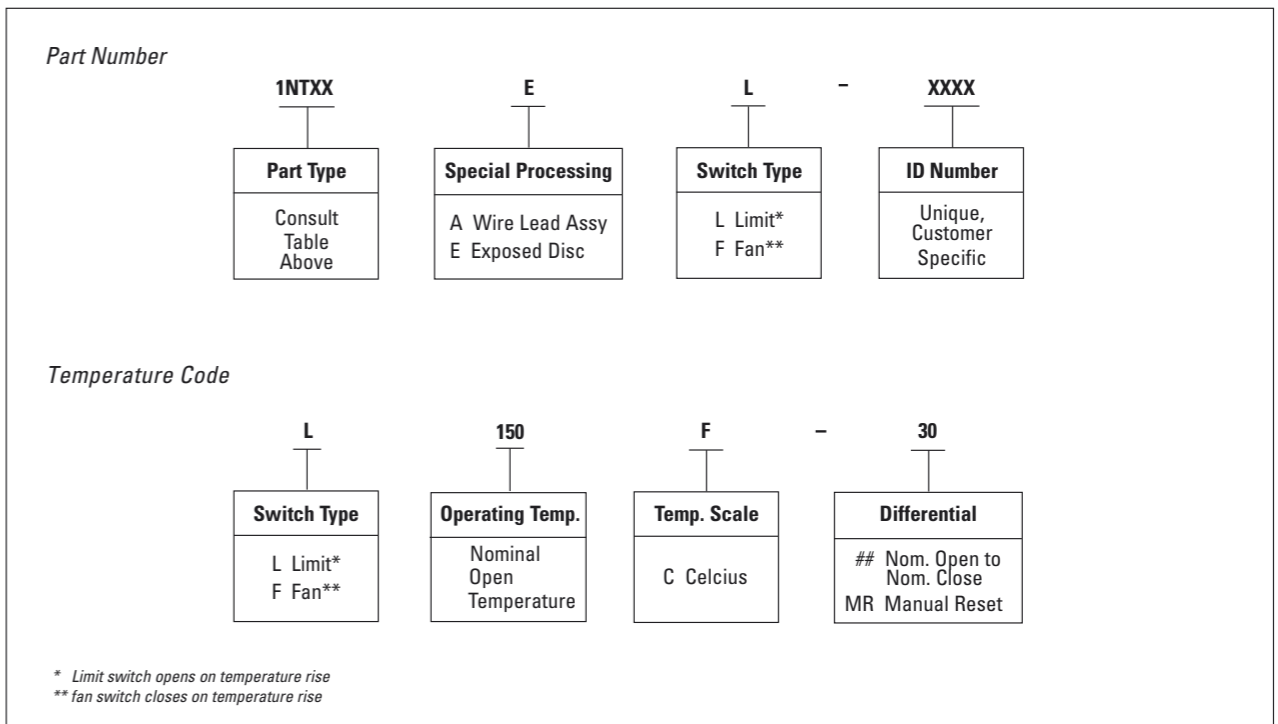 Part Number
1NTXX E L – XXXX
Part Type
Consult
Table
Above
Special Processing
A Wire Lead Assy
E Exposed Disc
Switch Type
L Limit*
F Fan**
ID Number
Unique,
Customer
Specific
Temperature Code
L 150 F – 30
Switch Type
L Limit*
F Fan**
Operating Temp.
Nominal
Open
Temperature
Temp. Scale
C Celcius
Differential
## Nom. Open to
Nom. Close
MR Manual Reset
* Limit switch opens on temperature rise
** fan switch closes on temperature rise